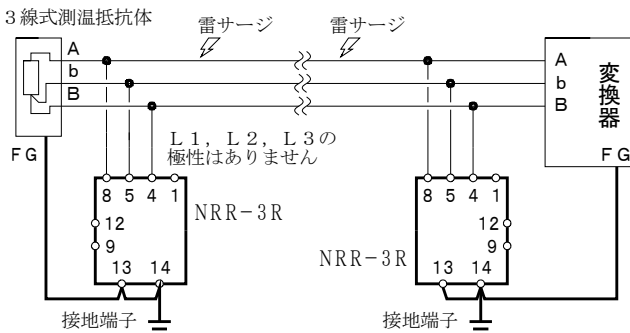 3線式測温抵抗体
雷サージ
雷サージ
A
b
B
A
b
B
変換器
FG
FG
L1，L2，L3の
極性はありません
8 5 4 1
12
9
13 14
NRR-3R
8 5 4 1
12
9
13 14
NRR-3R
接地端子
接地端子